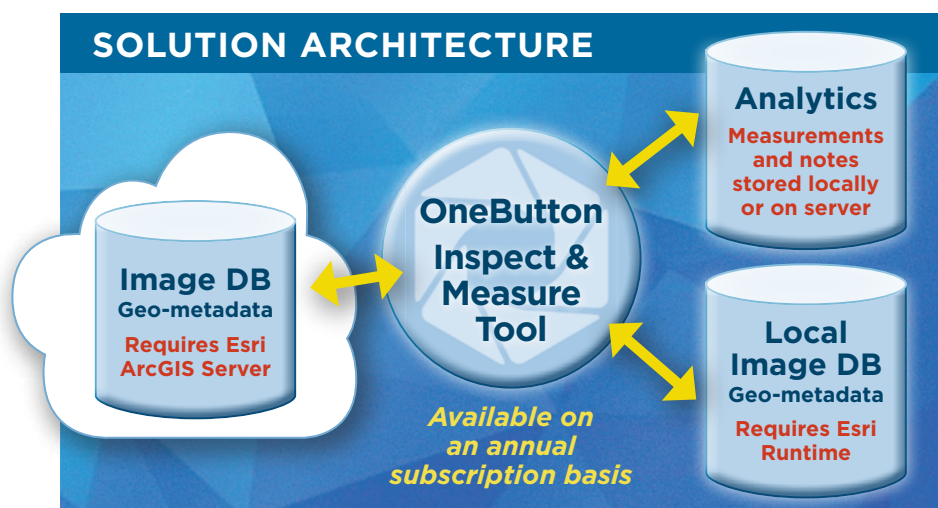 SOLUTION ARCHITECTURE
Image DB
Geo-metadata
Requires Esri
ArcGIS Server
OneButton
Inspect &
Measure
Tool
Available on
an annual
subscription basis
Analytics
Measurements
and notes
stored locally
or on server
Local
Image DB
Geo-metadata
Requires Esri
Runtime